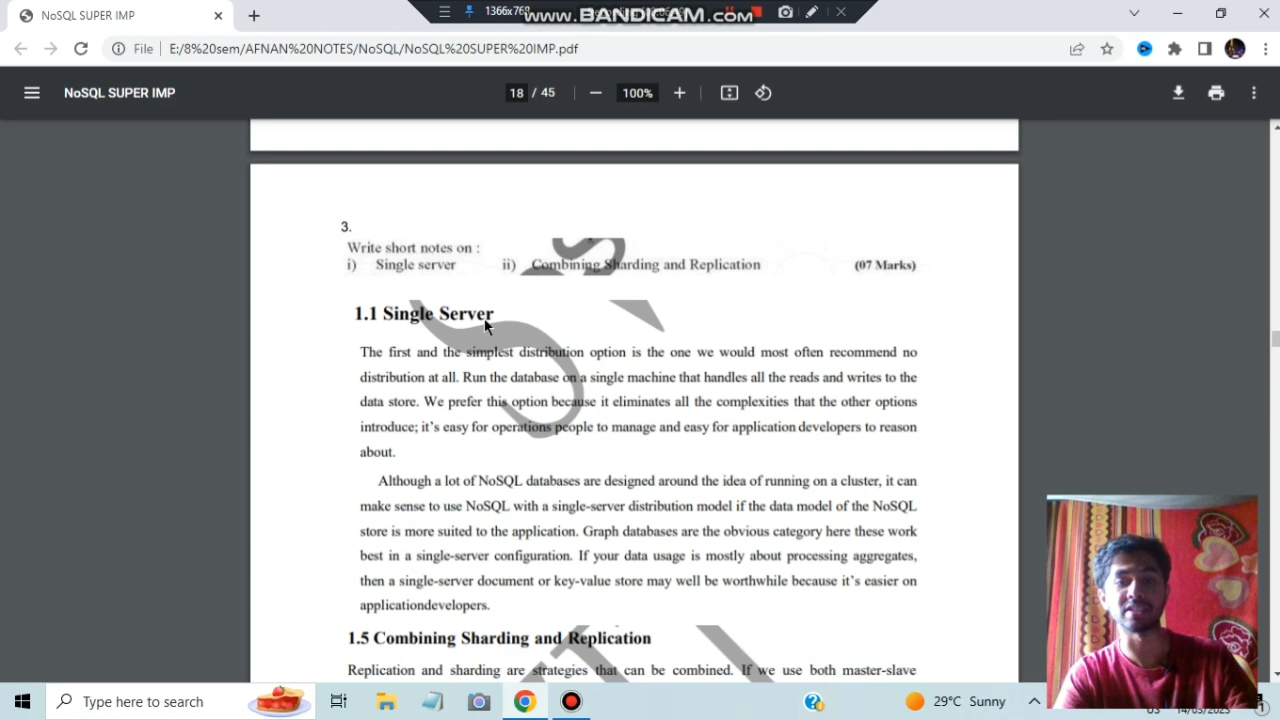 NoSQL SUPER IMP
1366x768
www.BANDICAM.com
File
E:/8%20sem/AFNAN%20NOTES/NoSQL/NoSQL%20SUPER%20IMP.pdf
NoSQL SUPER IMP
18 / 45
100%
3.
Write short notes on :
i) Single server ii) Combining Sharding and Replication (07 Marks)
1.1 Single Server
The first and the simplest distribution option is the one we would most often recommend no
distribution at all. Run the database on a single machine that handles all the reads and writes to the
data store. We prefer this option because it eliminates all the complexities that the other options
introduce; it's easy for operations people to manage and easy for application developers to reason
about.
Although a lot of NoSQL databases are designed around the idea of running on a cluster, it can
make sense to use NoSQL with a single-server distribution model if the data model of the NoSQL
store is more suited to the application. Graph databases are the obvious category here these work
best in a single-server configuration. If your data usage is mostly about processing aggregates,
then a single-server document or key-value store may well be worthwhile because it's easier on
applicationdevelopers.
1.5 Combining Sharding and Replication
Replication and sharding are strategies that can be combined. If we use both master-slave
Type here to search
29°C Sunny